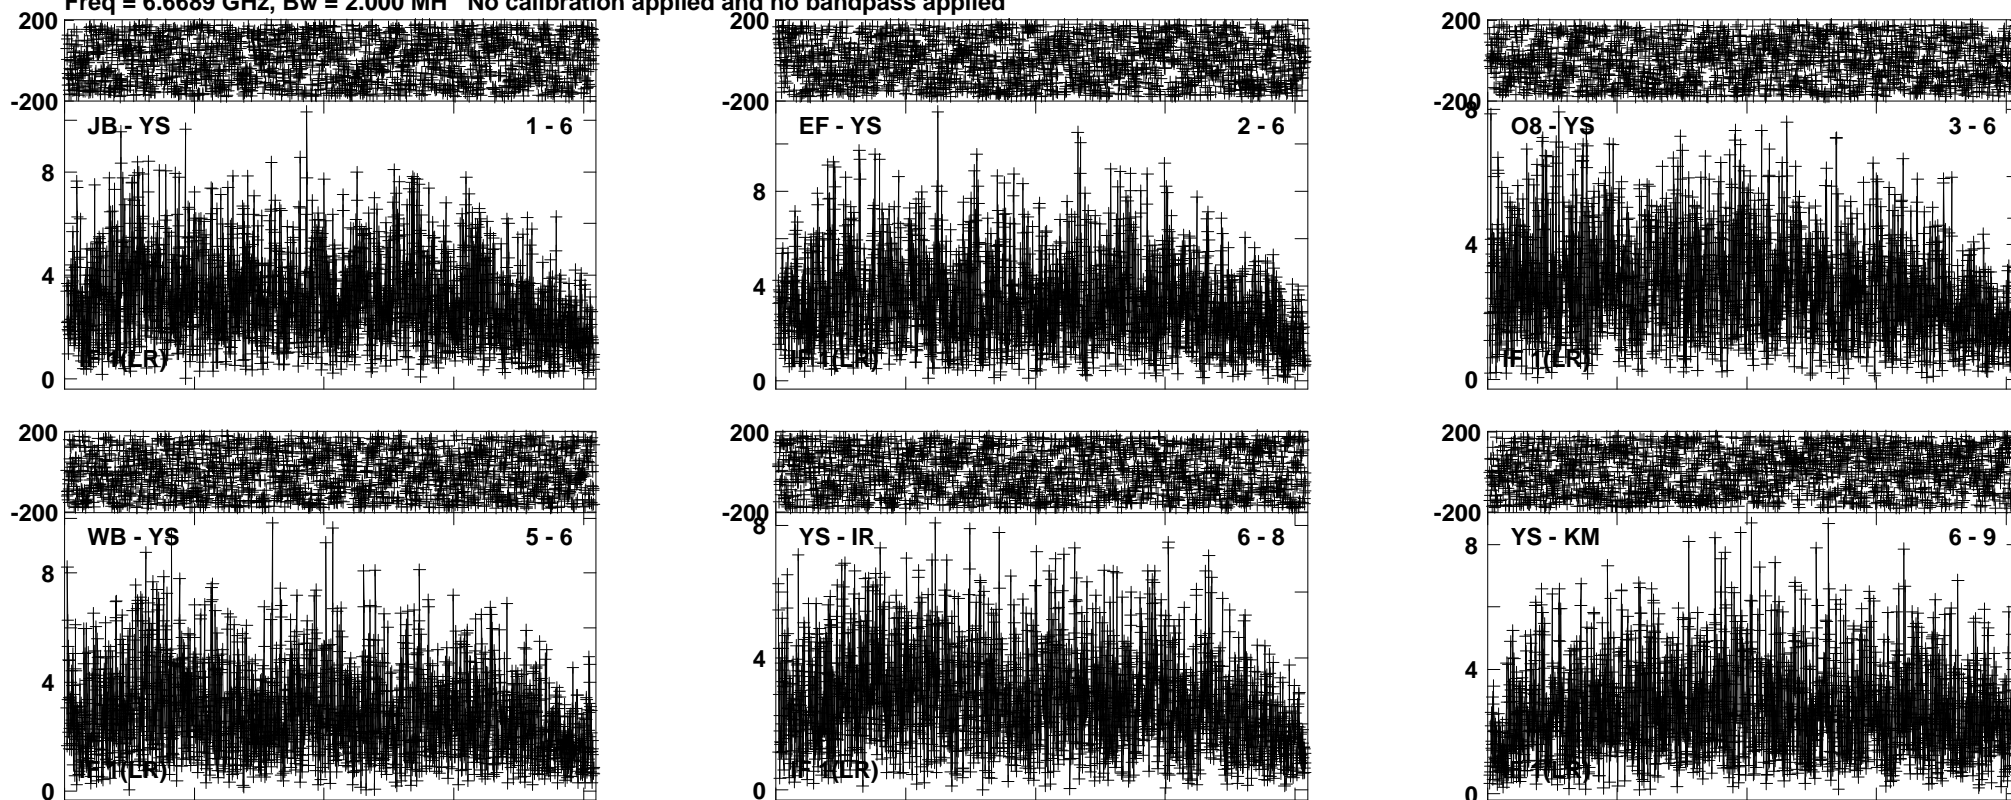 Freq = 6.6689 GHz, Bw = 2.000 MH No calibration applied and no bandpass applied
200
-200
JB - YS 1 - 6
8
4
IF 1(LR)
0
200
-200
EF - YS 2 - 6
8
4
IF 1(LR)
0
200
-200
8
O8 - YS 3 - 6
4
IF 1(LR)
0
200
-200
WB - YS 5 - 6
8
4
IF 1(LR)
0
200
-200
8
YS - IR 6 - 8
4
IF 1(LR)
0
200
-200
YS - KM 6 - 9
8
4
IF 1(LR)
0